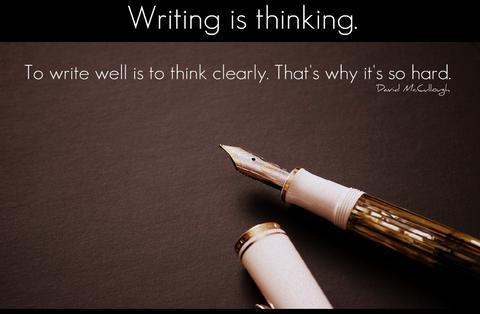 Writing is thinking.
To write well is to think clearly. That's why it's so hard.
David McCullough